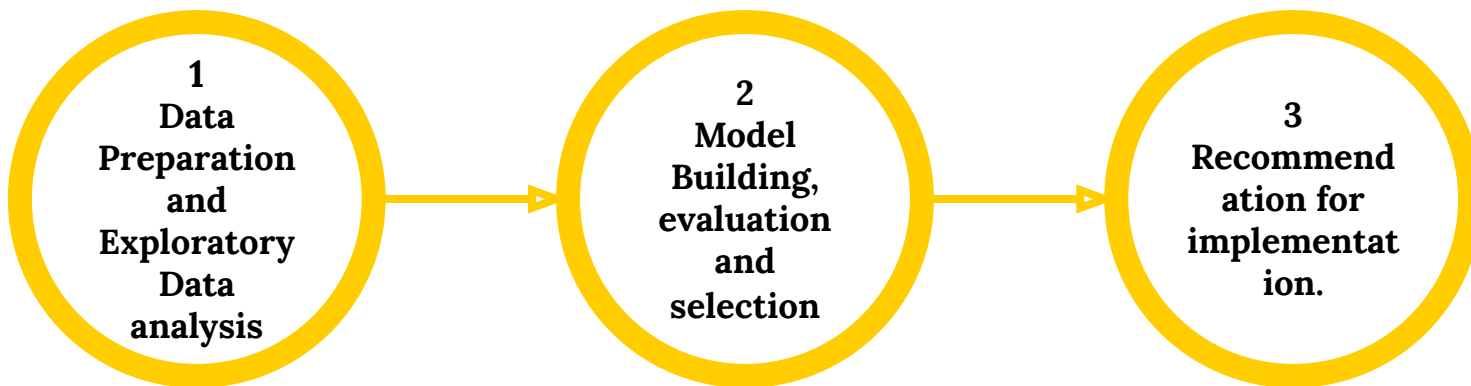 1
Data
Preparation
and
Exploratory
Data
analysis
2
Model
Building,
evaluation
and
selection
3
Recommend
ation for
implementat
ion.